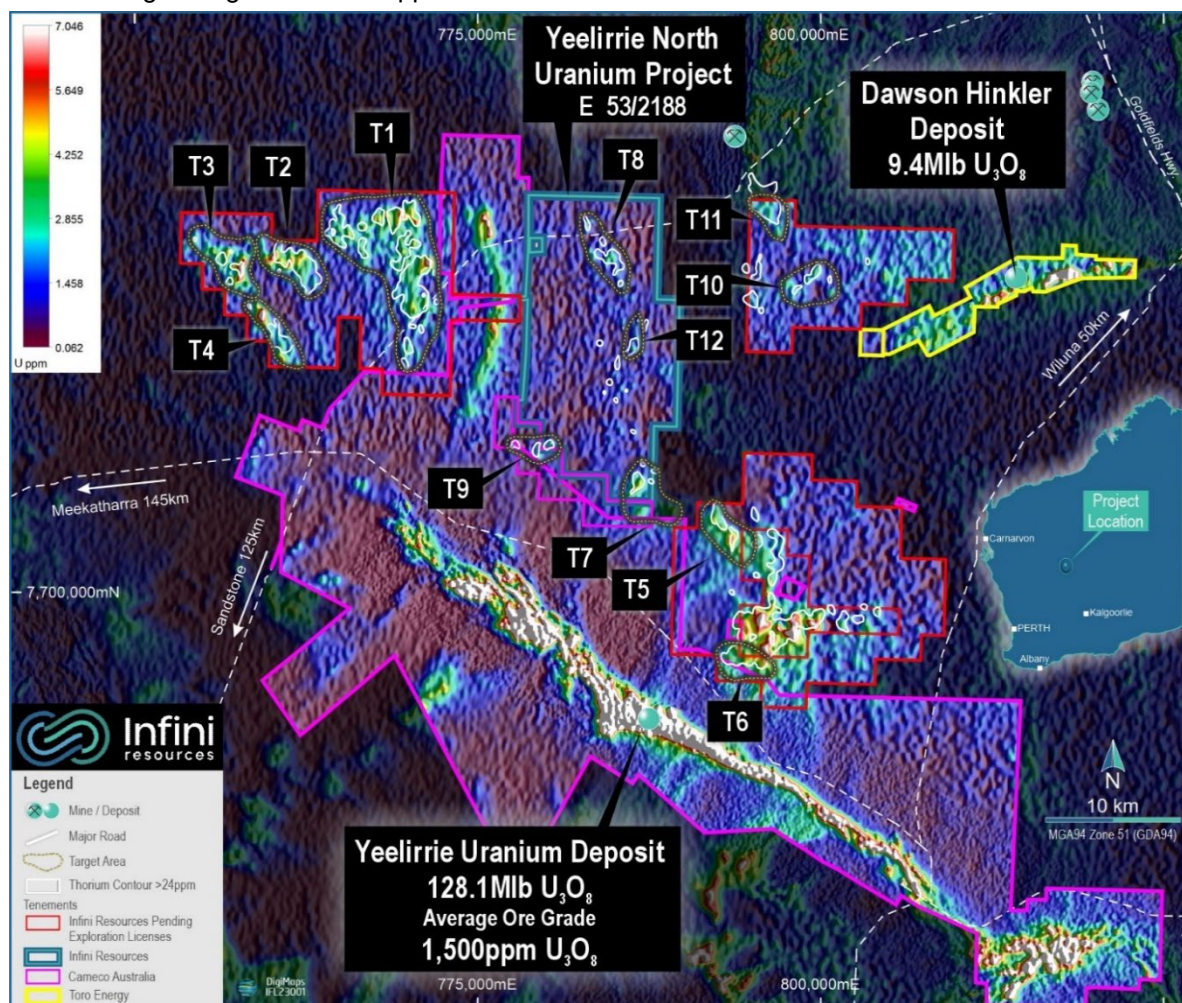 7.046
5.649
4.252
2.855
1.458
0.062
U ppm
775,000mE
800,000mE
Yeelirrie North
Uranium Project
E 53/2188
Dawson Hinkler
Deposit
9.4Mlb U₃O₈
Goldfields Hwy
T1
T2
T3
T4
T8
T11
T10
T12
Wiluna 50km
T9
T7
T5
T6
Meekatharra 145km
Sandstone 125km
7,700,000mN
Project
Location
Carnarvon
Kalgoorlie
PERTH
Albany
N
10 km
MGA94 Zone 51 (GDA94)
Yeelirrie Uranium Deposit
128.1Mlb U₃O₈
Average Ore Grade
1,500ppm U₃O₈
Infini
resources
Legend
Mine / Deposit
Major Road
Target Area
Thorium Contour >24ppm
Tenements
Infini Resources Pending
Exploration Licenses
Infini Resources
Cameco Australia
Toro Energy
DigiMaps
IFL23001
775,000mE
800,000mE